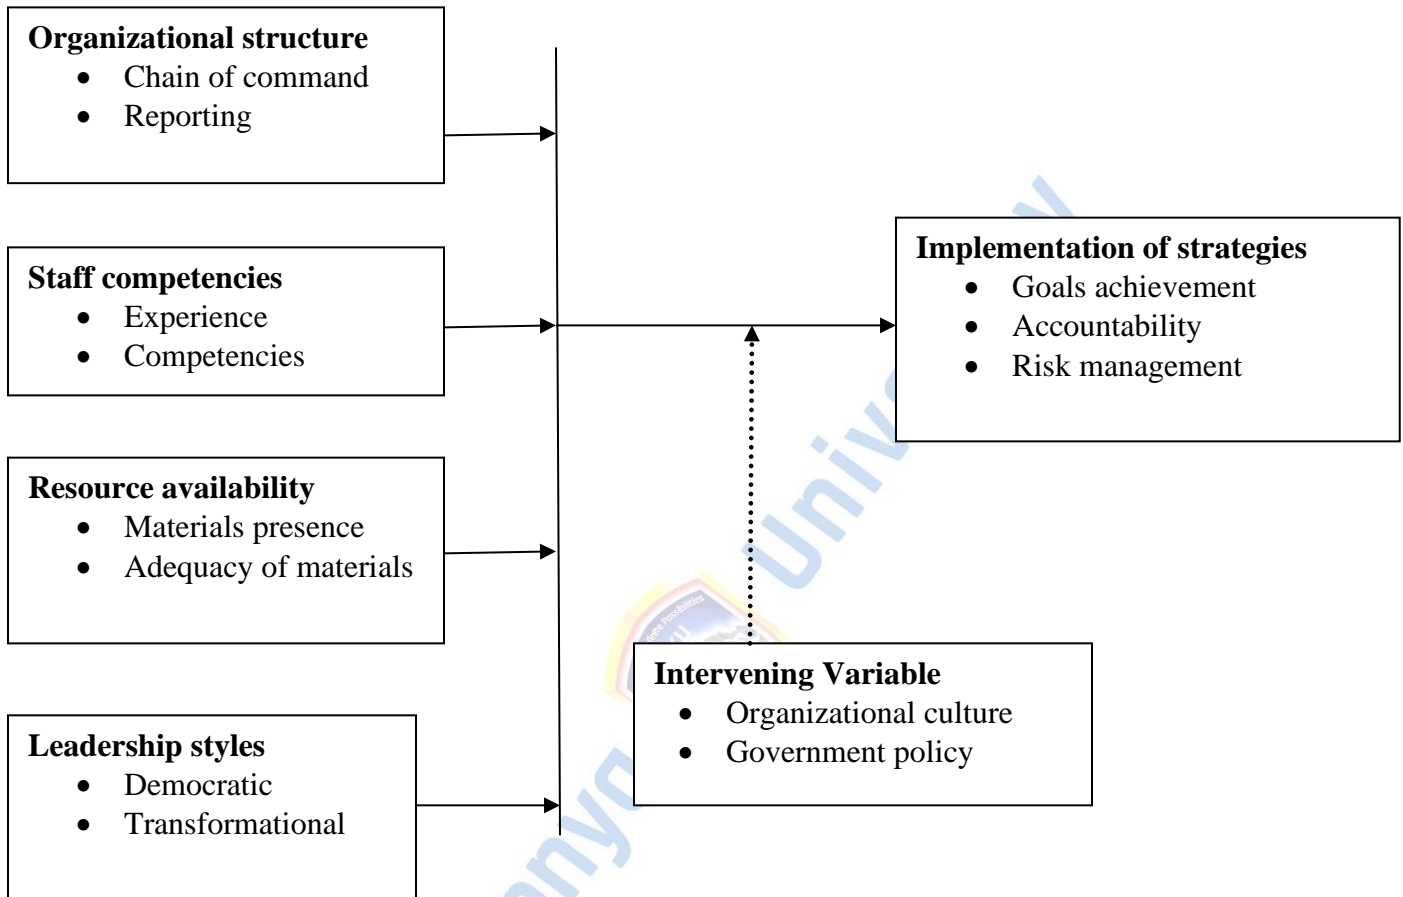 Organizational structure
• Chain of command
• Reporting
Staff competencies
• Experience
• Competencies
Resource availability
• Materials presence
• Adequacy of materials
Leadership styles
• Democratic
• Transformational
Implementation of strategies
• Goals achievement
• Accountability
• Risk management
Intervening Variable
• Organizational culture
• Government policy